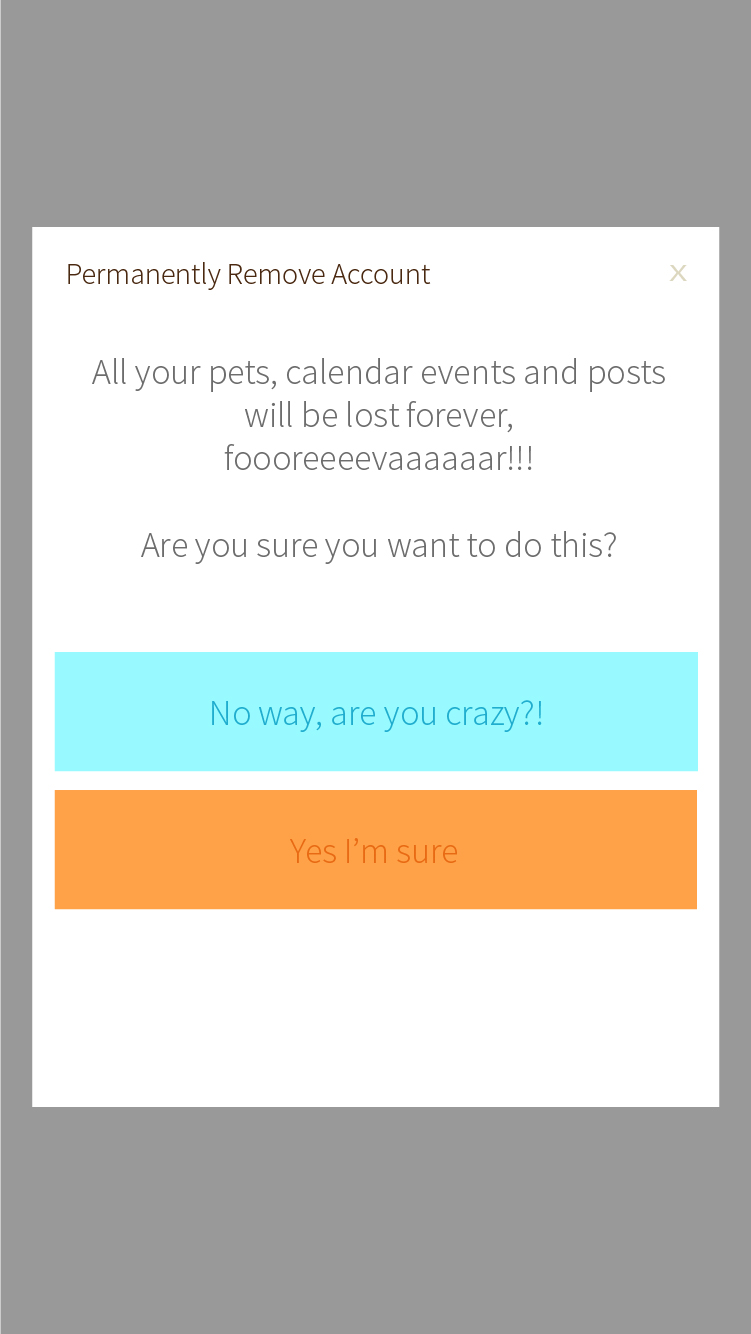 Permanently Remove Account
x
All your pets, calendar events and posts
will be lost forever,
foooreeeevaaaaaar!!!
Are you sure you want to do this?
No way, are you crazy?!
Yes I’m sure